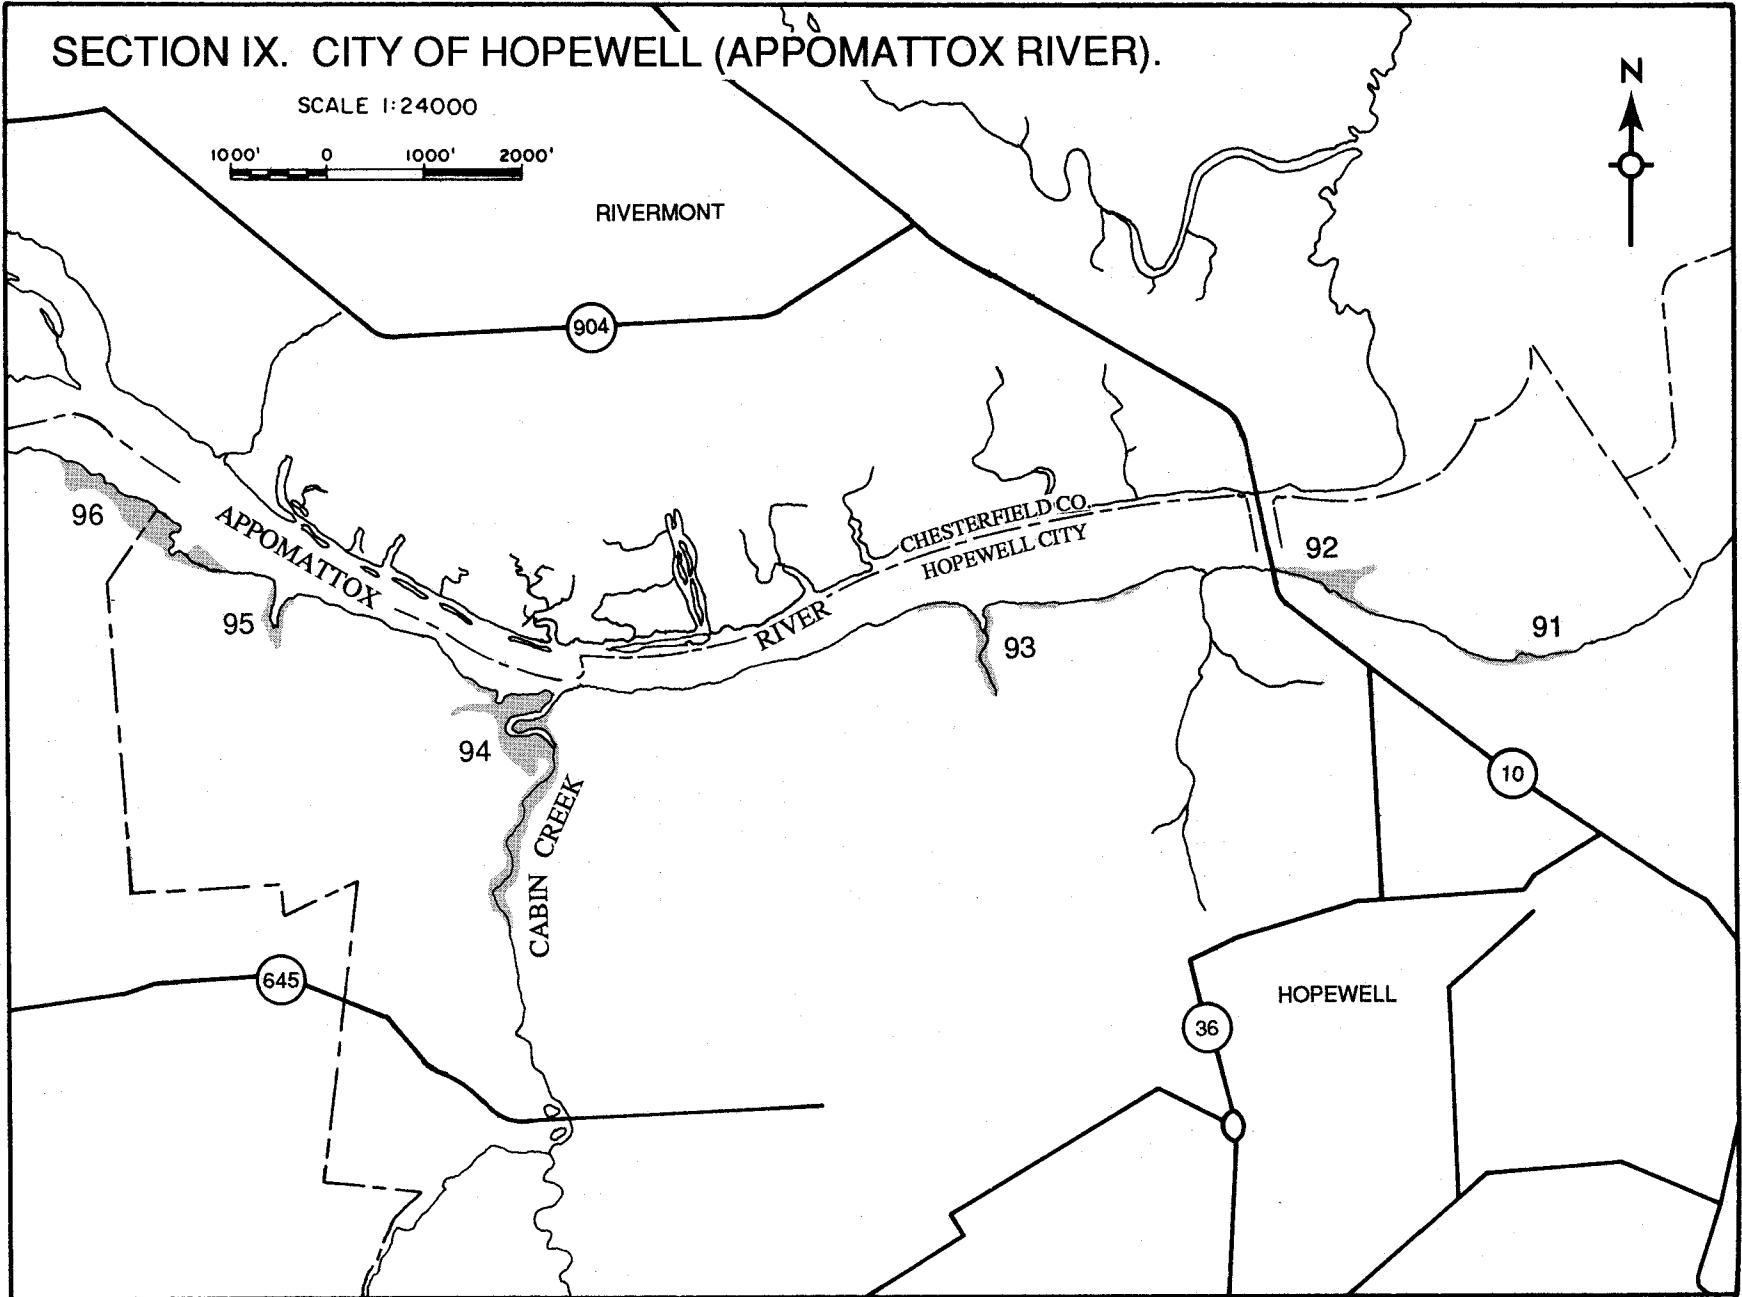 SECTION IX. CITY OF HOPEWELL (APPOMATTOX RIVER).
SCALE 1:24000
1000' 0 1000' 2000'
N
RIVERMONT
904
96
APPOMATTOX
CHESTERFIELD CO.
HOPEWELL CITY
92
95
RIVER
93
91
94
10
CABIN CREEK
645
HOPEWELL
36